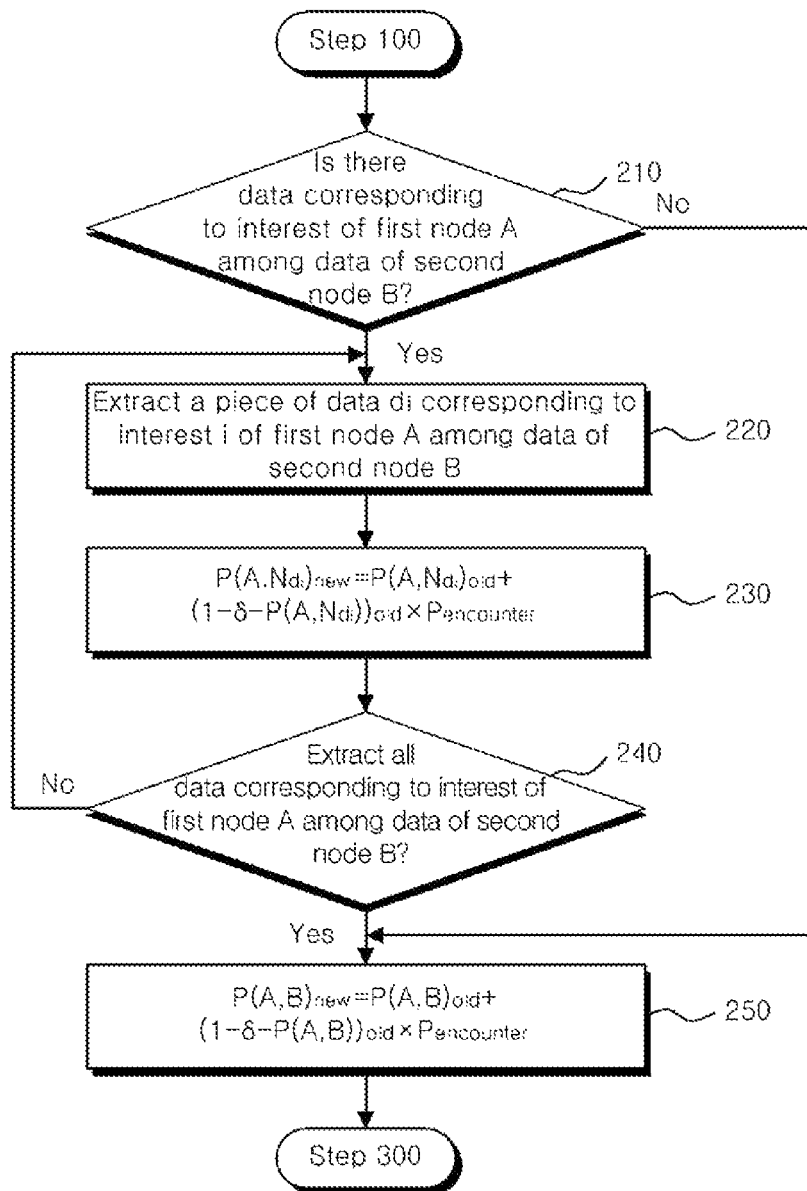 Step 100
Is there
data corresponding
to interest of first node A
among data of second
node B?
210
No
Yes
Extract a piece of data di corresponding to
interest i of first node A among data of
second node B
220
P(A.Ndi)new=P(A,Ndi)old+
(1-δ-P(A,Ndi))old×Pencounter
230
Extract all
data corresponding to interest of
first node A among data of second
node B?
240
No
Yes
P(A,B)new=P(A,B)old+
(1-δ-P(A,B))old×Pencounter
250
Step 300